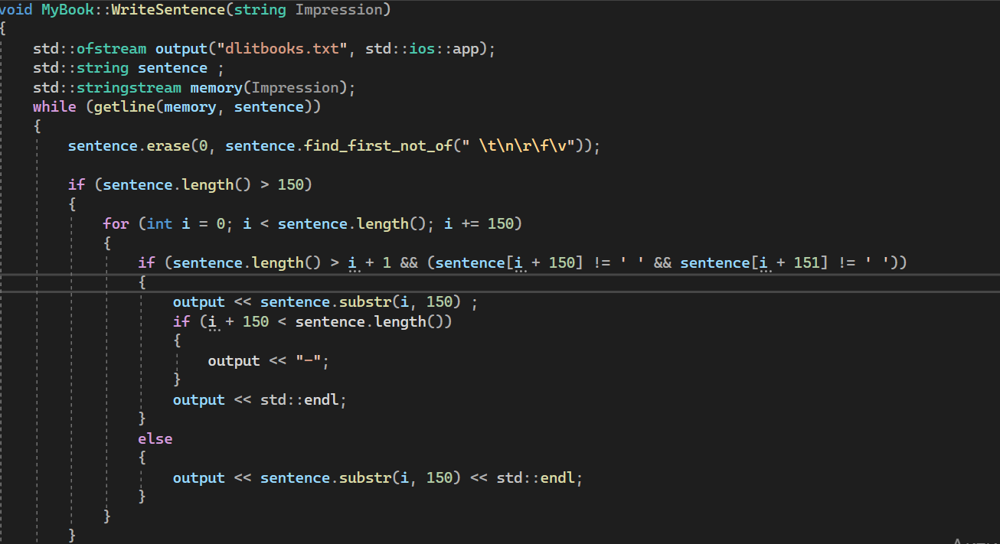 void MyBook::WriteSentence(string Impression)
{
    std::ofstream output("dlitbooks.txt", std::ios::app);
    std::string sentence ;
    std::stringstream memory(Impression);
    while (getline(memory, sentence))
    {
        sentence.erase(0, sentence.find_first_not_of(" \t\n\r\f\v"));

        if (sentence.length() > 150)
        {
            for (int i = 0; i < sentence.length(); i += 150)
            {
                if (sentence.length() > i + 1 && (sentence[i + 150] != ' ' && sentence[i + 151] != ' '))
                {
                    output << sentence.substr(i, 150) ;
                    if (i + 150 < sentence.length())
                    {
                        output << "-";
                    }
                    output << std::endl;
                }
                else
                {
                    output << sentence.substr(i, 150) << std::endl;
                }
            }
        }